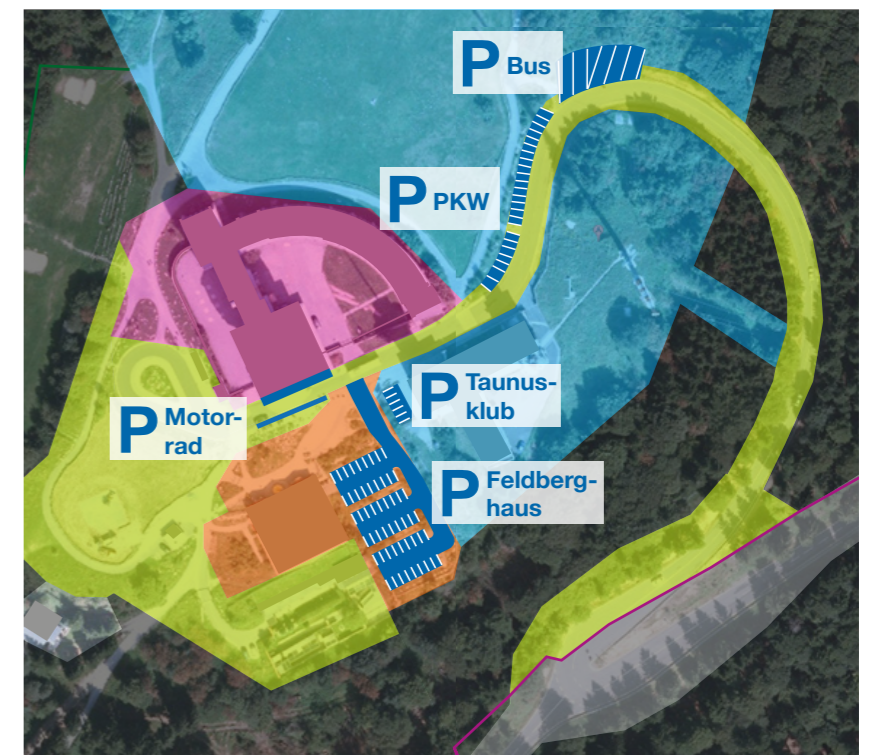 P Bus
P PKW
P Taunus-
klub
P Motor-
rad
P Feldberg-
haus